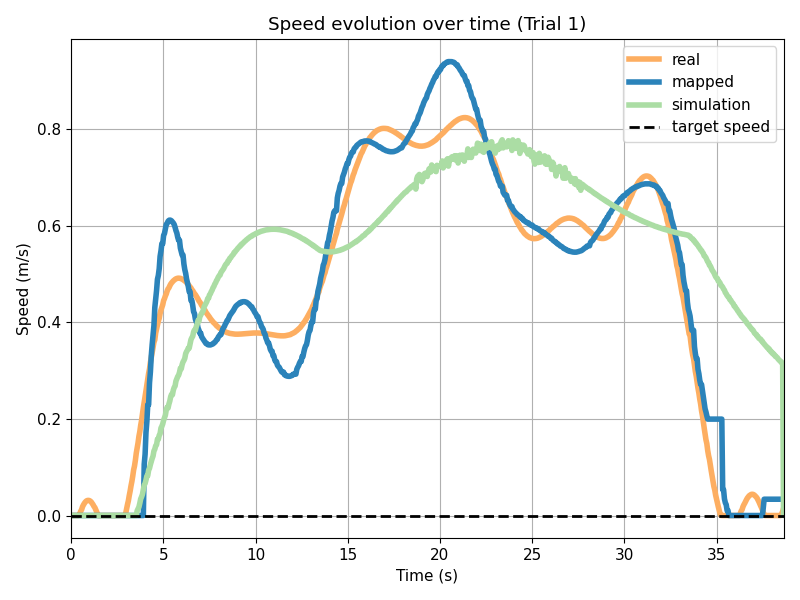 Speed evolution over time (Trial 1)
real
mapped
simulation
target speed
Speed (m/s)
0.8
0.6
0.4
0.2
0.0
0 5 10 15 20 25 30 35
Time (s)